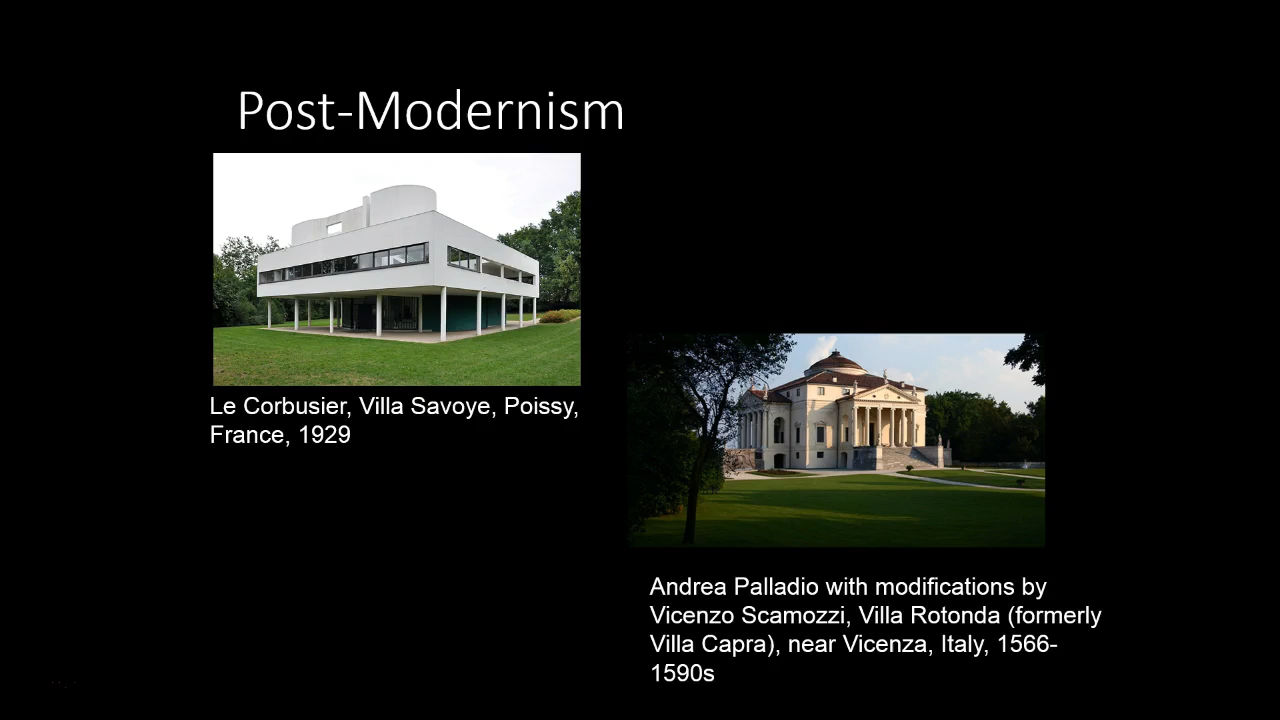 Post-Modernism
Le Corbusier, Villa Savoye, Poissy,
France, 1929
Andrea Palladio with modifications by
Vicenzo Scamozzi, Villa Rotonda (formerly
Villa Capra), near Vicenza, Italy, 1566-
1590s